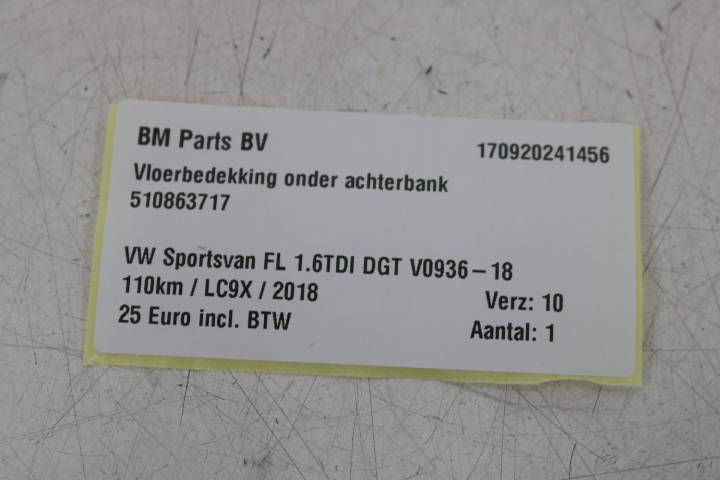 BM Parts BV 170920241456
Vloerbedekking onder achterbank
510863717
VW Sportsvan FL 1.6TDI DGT V0936-18
110km / LC9X / 2018 Verz: 10
25 Euro incl. BTW Aantal: 1